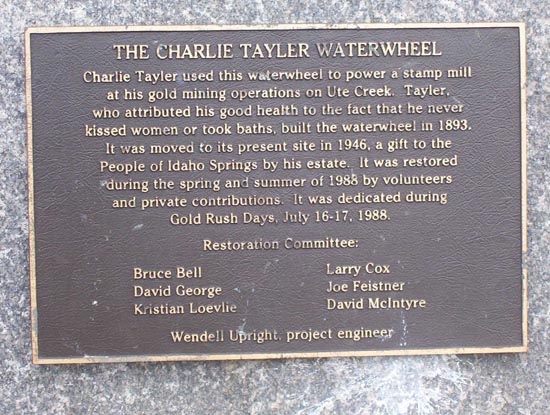 THE CHARLIE TAYLER WATERWHEEL
Charlie Tayler used this waterwheel to power a stamp mill
at his gold mining operations on Ute Creek. Tayler,
who attributed his good health to the fact that he never
kissed women or took baths, built the waterwheel in 1893.
It was moved to its present site in 1946, a gift to the
People of Idaho Springs by his estate. It was restored
during the spring and summer of 1988 by volunteers
and private contributions. It was dedicated during
Gold Rush Days, July 16-17, 1988.
Restoration Committee:
Bruce Bell
David George
Kristian Loevlie
Larry Cox
Joe Feistner
David McIntyre
Wendell Upright, project engineer